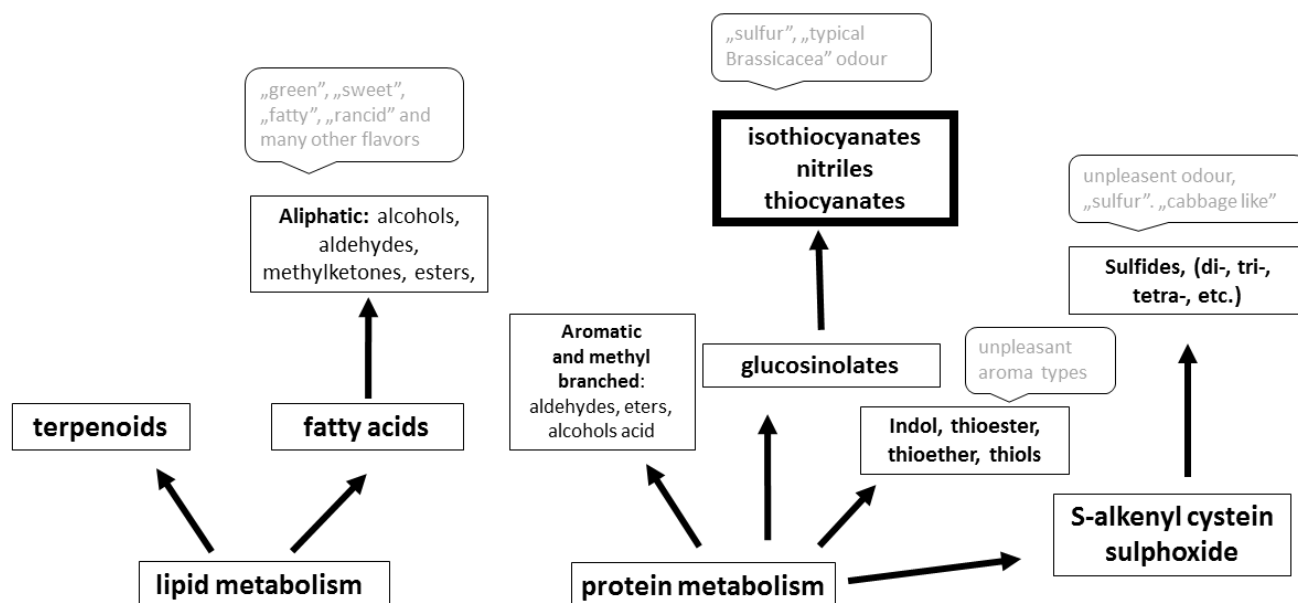 „sulfur”, „typical
Brassicacea” odour
„green”, „sweet”,
„fatty”, „rancid” and
many other flavors
isothiocyanates
nitriles
thiocyanates
unpleasent odour,
„sulfur”. „cabbage like”
Aliphatic: alcohols,
aldehydes,
methylketones, esters,
Sulfides, (di-, tri-,
tetra-, etc.)
Aromatic
and methyl
branched:
aldehydes, eters,
alcohols acid
glucosinolates
unpleasant
aroma types
terpenoids
fatty acids
Indol, thioester,
thioether, thiols
S-alkenyl cystein
sulphoxide
lipid metabolism
protein metabolism